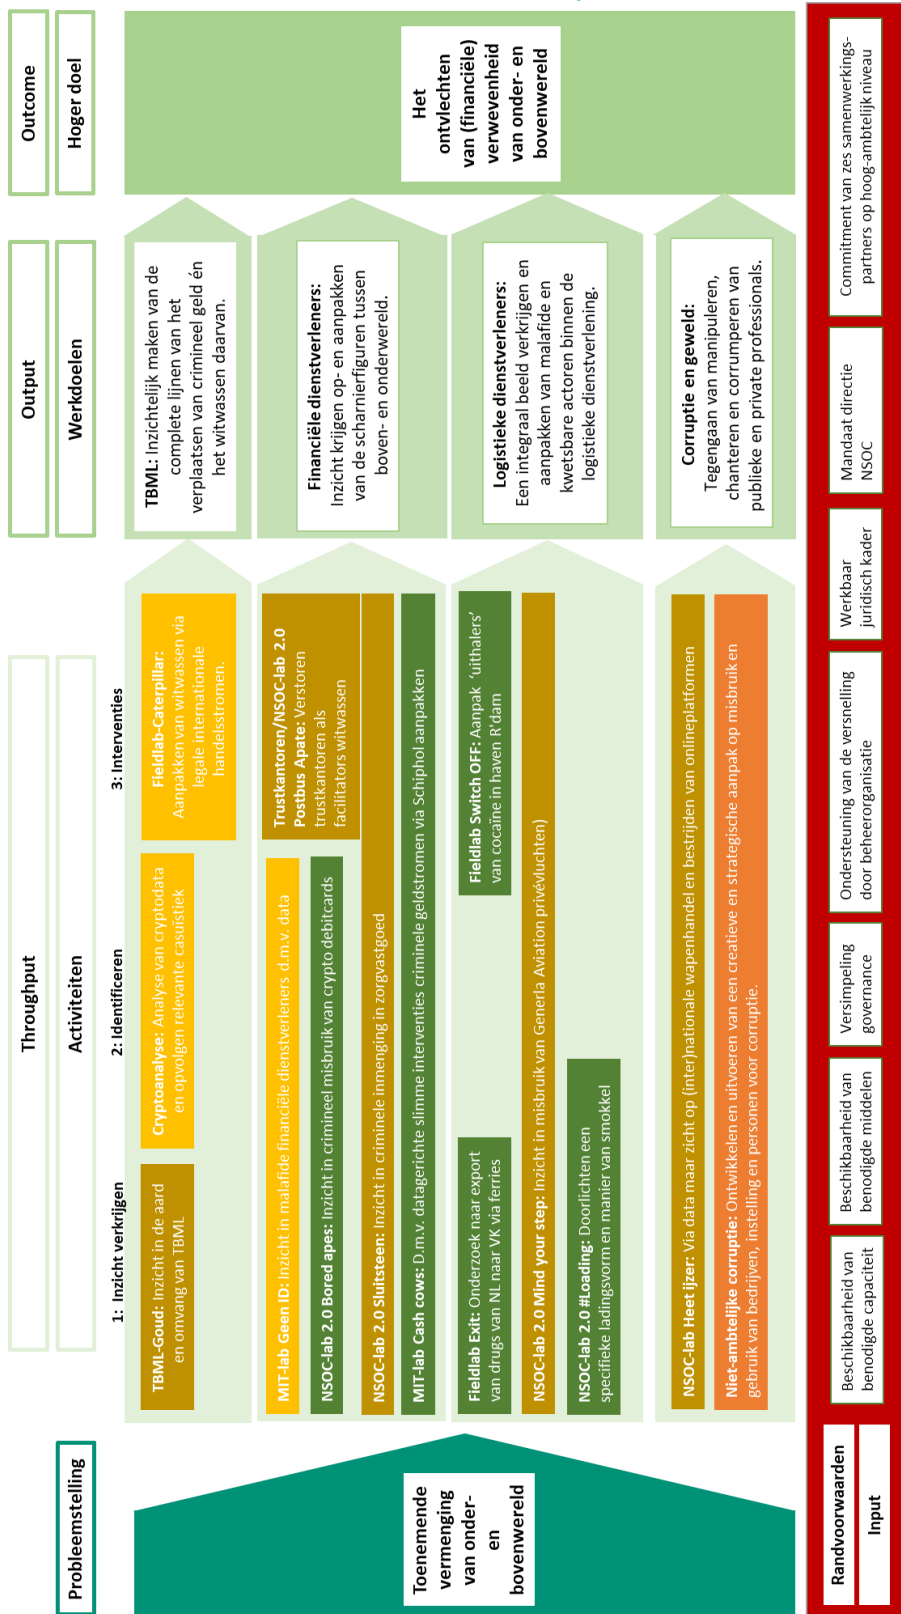 Probleemstelling
Throughput
Output
Outcome
Activiteiten
Werkdoelen
Hoger doel
1: Inzicht verkrijgen
2: Identificeren
3: Interventies
Toenemende
vermenging
van onder-
en
bovenwereld
TBML-Goud: Inzicht in de aard
en omvang van TBML
Cryptoanalyse: Analyse van cryptodata
en opvolgen relevante casuïstiek
Fieldlab-Caterpillar:
Aanpakken van witwassen via
legale internationale
handelsstromen.
TBML: Inzichtelijk maken van de
complete lijnen van het
verplaatsen van crimineel geld én
het witwassen daarvan.
MIT-lab Geen ID: Inzicht in malafide financiële dienstverleners d.m.v. data
NSOC-lab 2.0 Bored apes: Inzicht in crimineel misbruik van crypto debitcards
Trustkantoren/NSOC-lab 2.0
Postbus Apate: Verstoren
trustkantoren als
facilitators witwassen
NSOC-lab 2.0 Sluitsteen: Inzicht in criminele inmenging in zorgvastgoed
MIT-lab Cash cows: D.m.v. datagerichte slimme interventies criminele geldstromen via Schiphol aanpakken
Financiële dienstverleners:
Inzicht krijgen op- en aanpakken
van de scharnierfiguren tussen
boven- en onderwereld.
Fieldlab Exit: Onderzoek naar export
van drugs van NL naar VK via ferries
Fieldlab Switch OFF: Aanpak ‘uithalers’
van cocaïne in haven R’dam
NSOC-lab 2.0 Mind your step: Inzicht in misbruik van Generla Aviation privévluchten)
NSOC-lab 2.0 #Loading: Doorlichten een
specifieke ladingsvorm en manier van smokkel
Logistieke dienstverleners:
Een integraal beeld verkrijgen en
aanpakken van malafide en
kwetsbare actoren binnen de
logistieke dienstverlening.
NSOC-lab Heet ijzer: Via data maar zicht op (inter)nationale wapenhandel en bestrijden van onlineplatformen
Niet-ambtelijke corruptie: Ontwikkelen en uitvoeren van een creatieve en strategische aanpak op misbruik en
gebruik van bedrijven, instelling en personen voor corruptie.
Corruptie en geweld:
Tegengaan van manipuleren,
chanteren en corrumperen van
publieke en private professionals.
Het
ontvlechten
van (financiële)
verwevenheid
van onder- en
bovenwereld
Randvoorwaarden
Input
Beschikbaarheid van
benodigde capaciteit
Beschikbaarheid van
benodigde middelen
Versimpeling
governance
Ondersteuning van de versnelling
door beheerorganisatie
Werkbaar
juridisch kader
Mandaat directie
NSOC
Commitment van zes samenwerkings-
partners op hoog-ambtelijk niveau